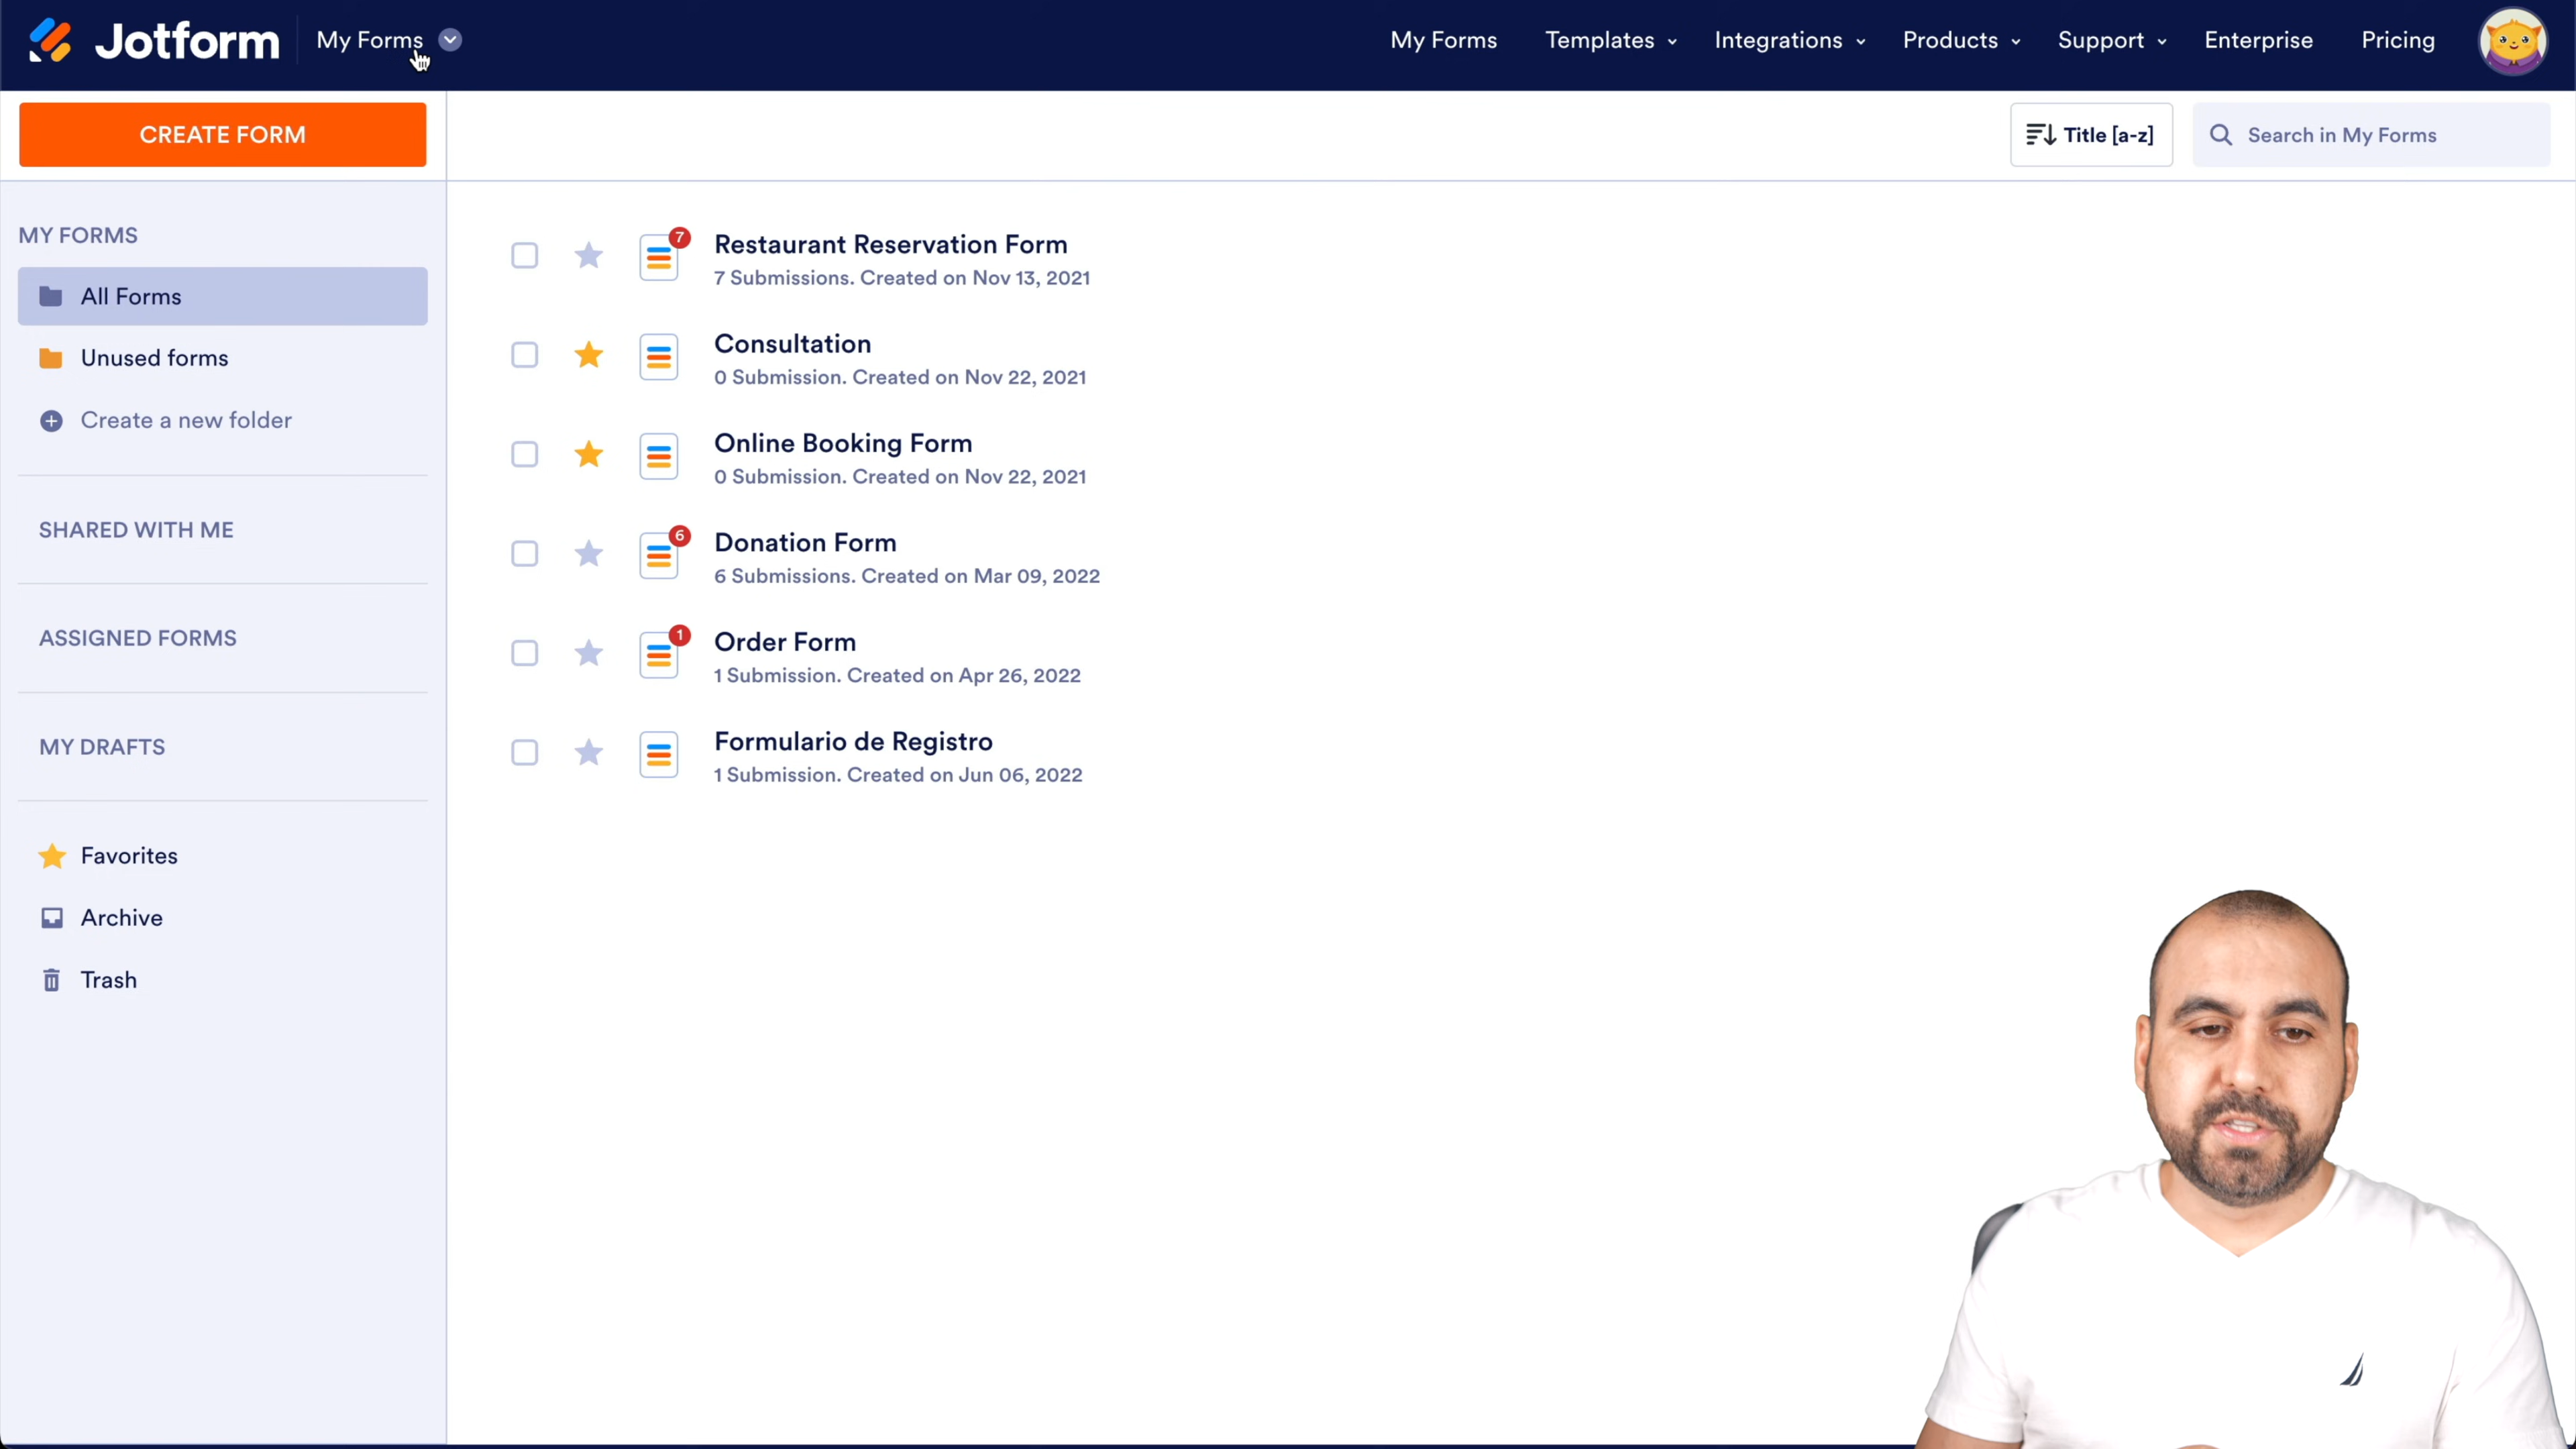 Jotform
My Forms
My Forms
Templates
Integrations
Products
Support
Enterprise
Pricing
CREATE FORM
Title [a-z]
Search in My Forms
MY FORMS
All Forms
Unused forms
Create a new folder
SHARED WITH ME
ASSIGNED FORMS
MY DRAFTS
Favorites
Archive
Trash
7
Restaurant Reservation Form
7 Submissions. Created on Nov 13, 2021
Consultation
0 Submission. Created on Nov 22, 2021
Online Booking Form
0 Submission. Created on Nov 22, 2021
6
Donation Form
6 Submissions. Created on Mar 09, 2022
1
Order Form
1 Submission. Created on Apr 26, 2022
Formulario de Registro
1 Submission. Created on Jun 06, 2022